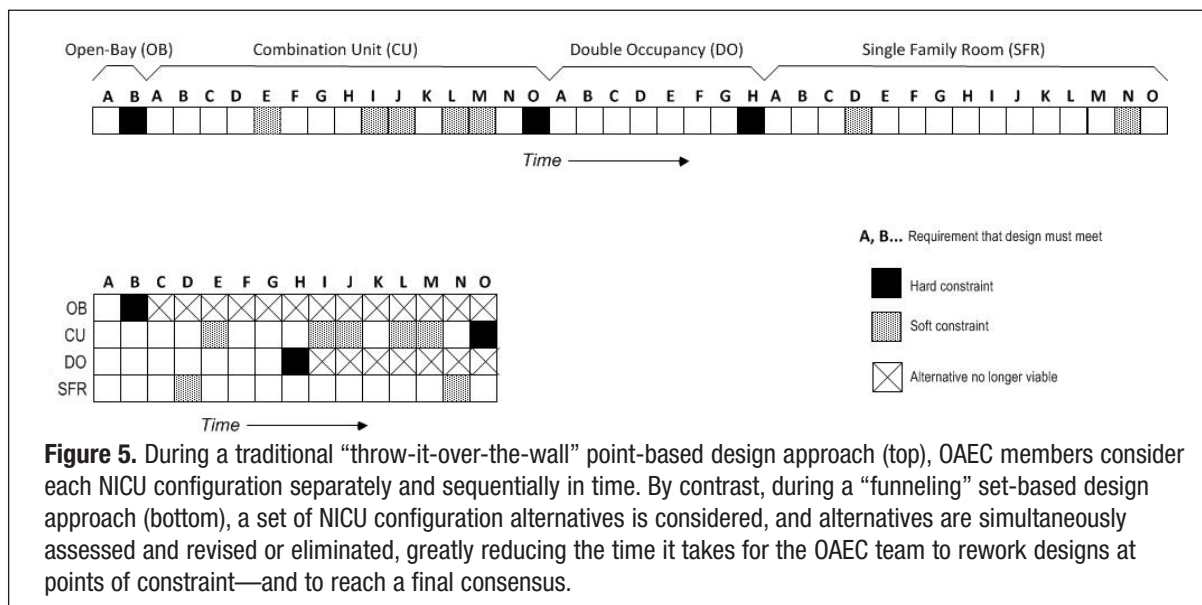 Open-Bay (OB) Combination Unit (CU) Double Occupancy (DO) Single Family Room (SFR)
A B A B C D E F G H I J K L M N O A B C D E F G H A B C D E F G H I J K L M N O
Time
A, B... Requirement that design must meet
A B C D E F G H I J K L M N O
Hard constraint
OB
CU
Soft constraint
DO
Alternative no longer viable
SFR
Time
Figure 5. During a traditional “throw-it-over-the-wall” point-based design approach (top), OAEC members consider
each NICU configuration separately and sequentially in time. By contrast, during a “funneling” set-based design
approach (bottom), a set of NICU configuration alternatives is considered, and alternatives are simultaneously
assessed and revised or eliminated, greatly reducing the time it takes for the OAEC team to rework designs at
points of constraint—and to reach a final consensus.